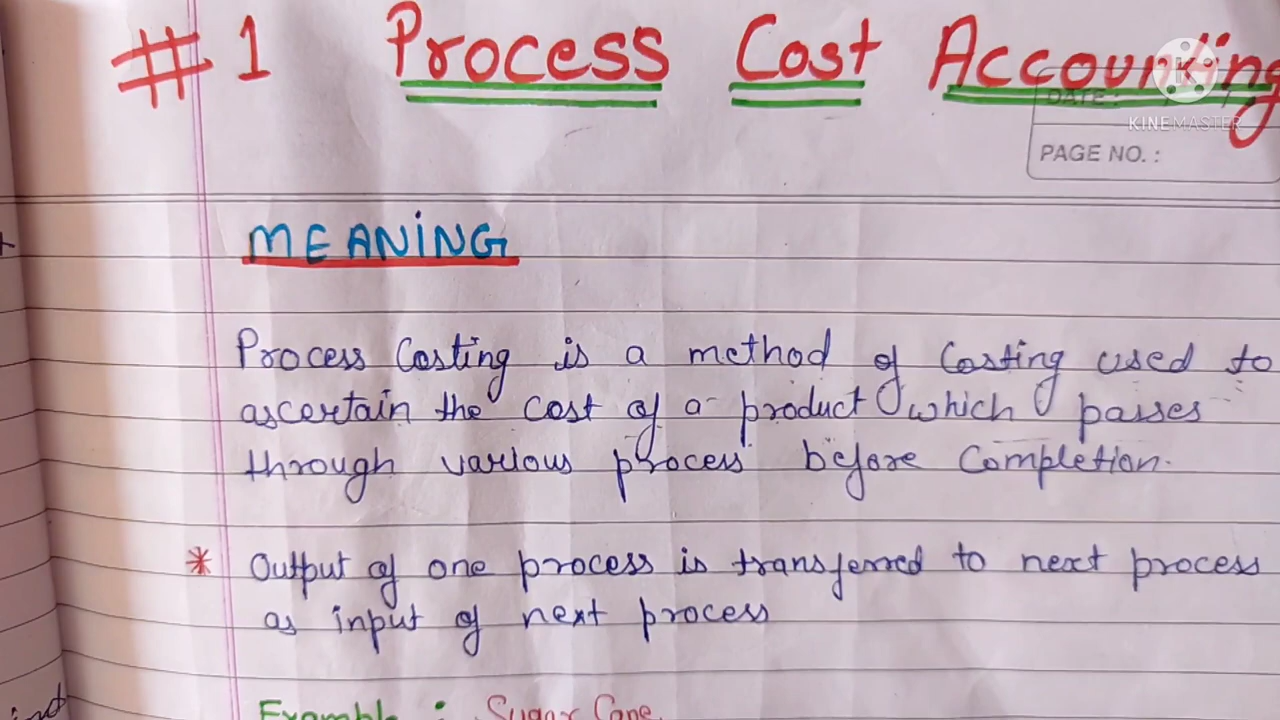 #1 Process Cost Accounting
DATE :
KINEMASTER
PAGE NO. :
MEANING
Process Costing is a method of Costing used to
ascertain the cost of a product which passes
through various process before Completion.
* Output of one process is transferred to next process
as input of next process
Example : Sugar Cane